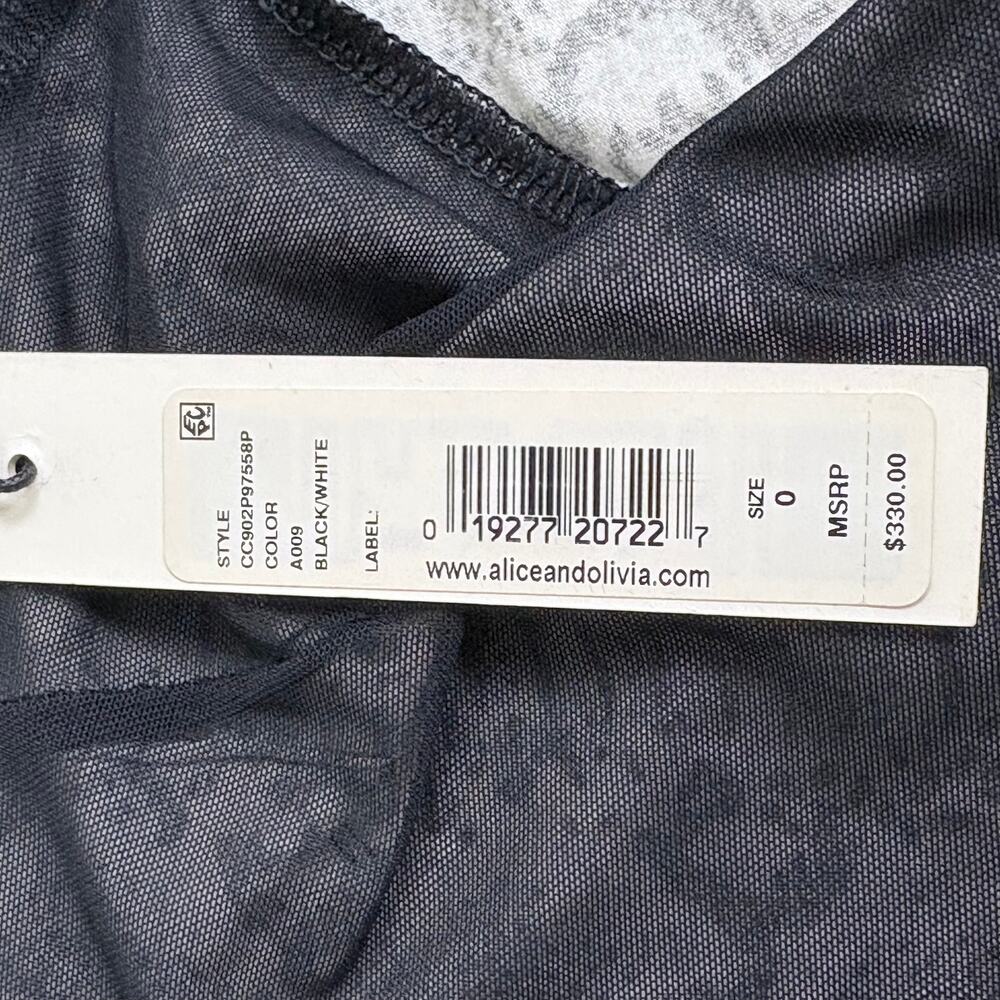 EPC
STYLE
CC902P97558P
COLOR
A009
BLACK/WHITE
LABEL:
0 19277 20722 7
www.aliceandolivia.com
SIZE
0
MSRP
$330.00